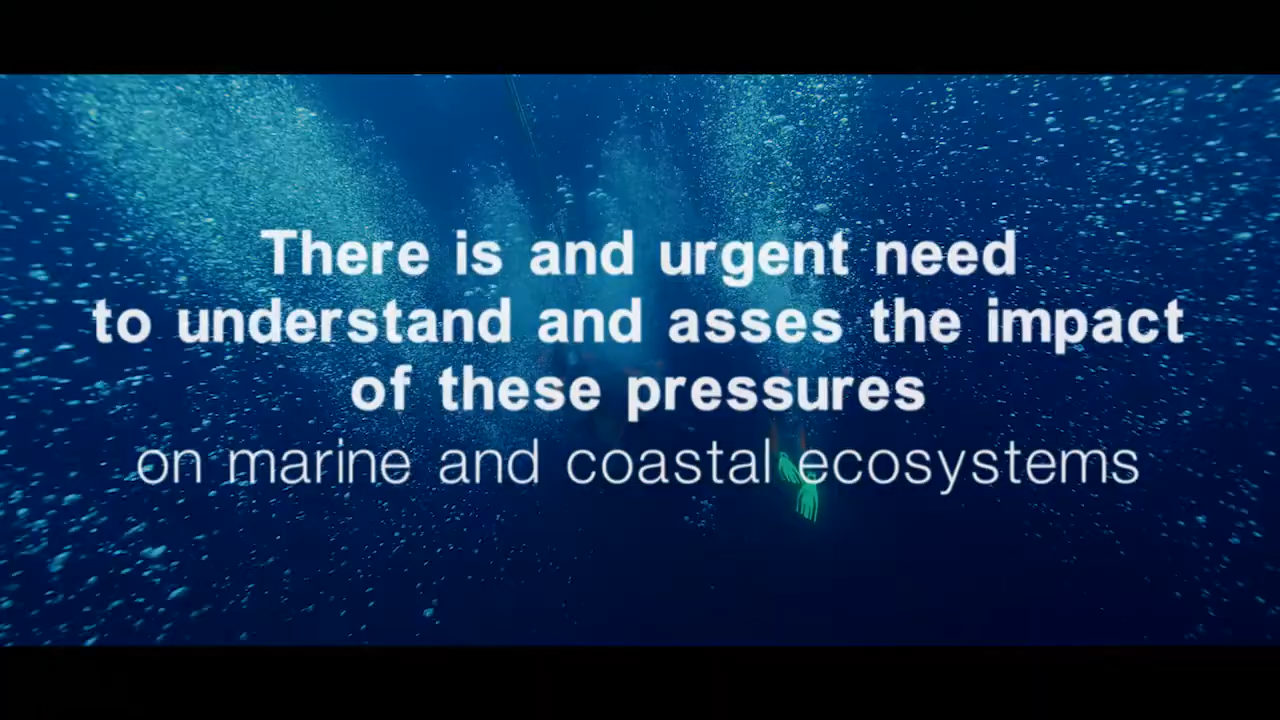 There is and urgent need
to understand and asses the impact
of these pressures
on marine and coastal ecosystems